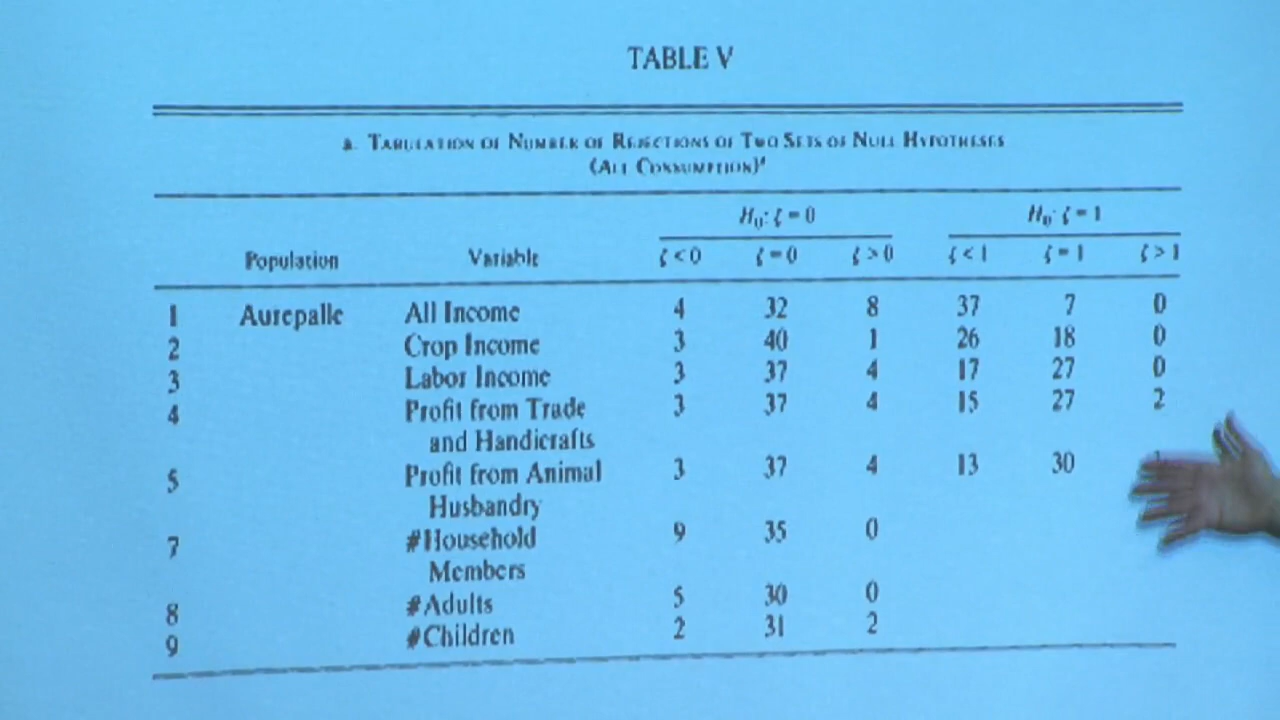 TABLE V
a. TABULATION OF NUMBER OF REJECTIONS OF TWO SETS OF NULL HYPOTHESES
(ALL CONSUMPTION)
H₀: ζ = 0 H₀: ζ = 1
Population Variable ζ < 0 ζ = 0 ζ > 0 ζ < 1 ζ = 1 ζ > 1
1 Aurepalle All Income 4 32 8 37 7 0
2 Crop Income 3 40 1 26 18 0
3 Labor Income 3 37 4 17 27 0
4 Profit from Trade 3 37 4 15 27 2
and Handicrafts
5 Profit from Animal 3 37 4 13 30
Husbandry
7 #Household 9 35 0
Members
8 #Adults 5 30 0
9 #Children 2 31 2